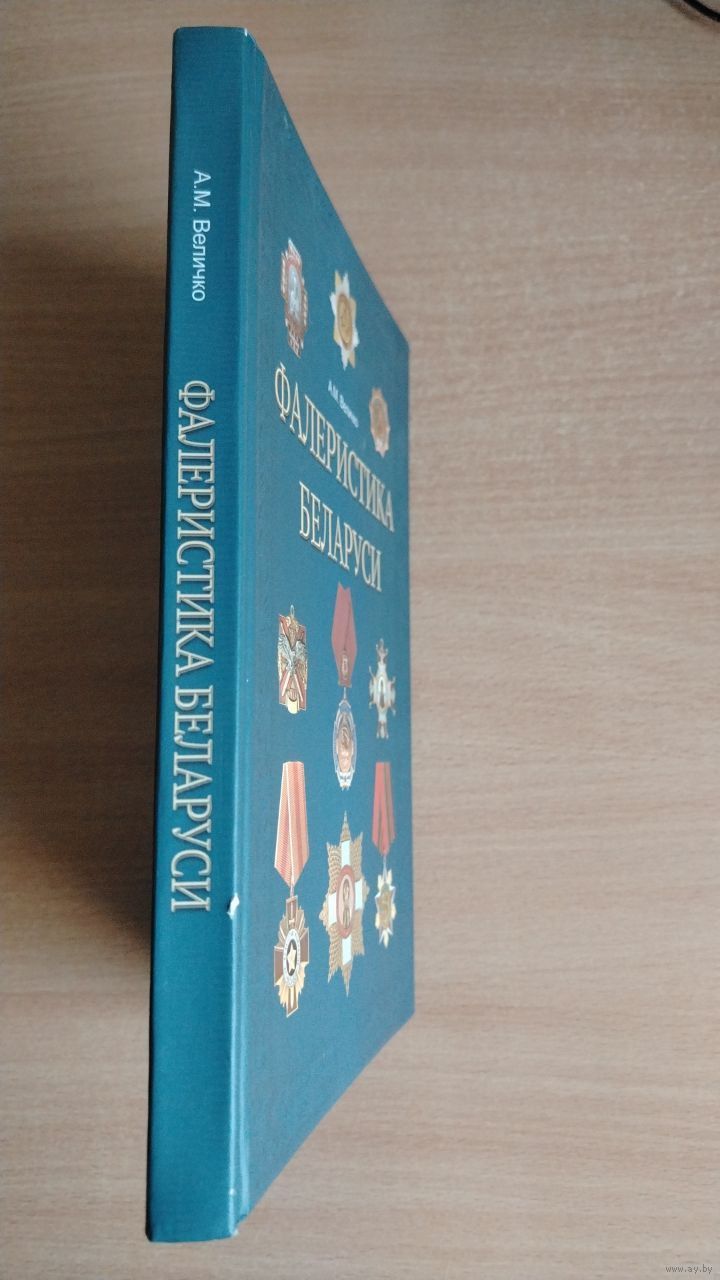 А.М. Величко
ФАЛЕРИСТИКА БЕЛАРУСИ
А.М. Величко
ФАЛЕРИСТИКА
БЕЛАРУСИ
www.ay.by